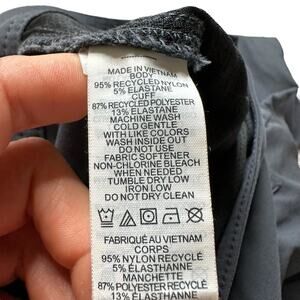 MADE IN VIETNAM
BODY
95% RECYCLED NYLON
5% ELASTANE
CUFF
87% RECYCLED POLYESTER
13% ELASTANE
MACHINE WASH
COLD GENTLE
WITH LIKE COLORS
WASH INSIDE OUT
DO NOT USE
FABRIC SOFTENER
NON-CHLORINE BLEACH
WHEN NEEDED
TUMBLE DRY LOW
IRON LOW
DO NOT DRY CLEAN
FABRIQUÉ AU VIETNAM
CORPS
95% NYLON RECYCLÉ
5% ÉLASTHANNE
MANCHETTE
87% POLYESTER RECYCLÉ
13% ÉLASTHANNE